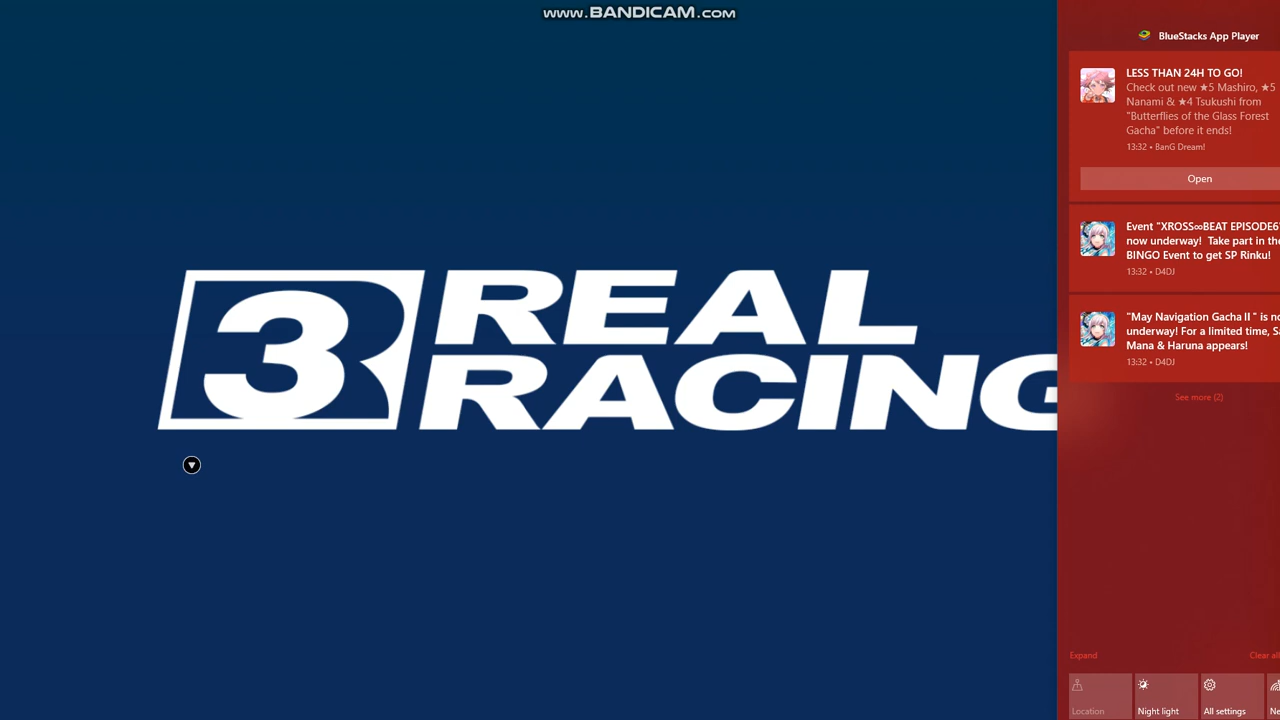 www.BANDICAM.com
3 REAL
RACING
BlueStacks App Player
LESS THAN 24H TO GO!
Check out new ★5 Mashiro, ★5
Nanami & ★4 Tsukushi from
"Butterflies of the Glass Forest
Gacha" before it ends!
13:32 • BanG Dream!
Open
Event "XROSS∞BEAT EPISODE6"
now underway!  Take part in the
BINGO Event to get SP Rinku!
13:32 • D4DJ
"May Navigation GachaⅡ" is no
underway! For a limited time, Sa
Mana & Haruna appears!
13:32 • D4DJ
See more (2)
Expand
Clear all
Location
Night light
All settings
Ne